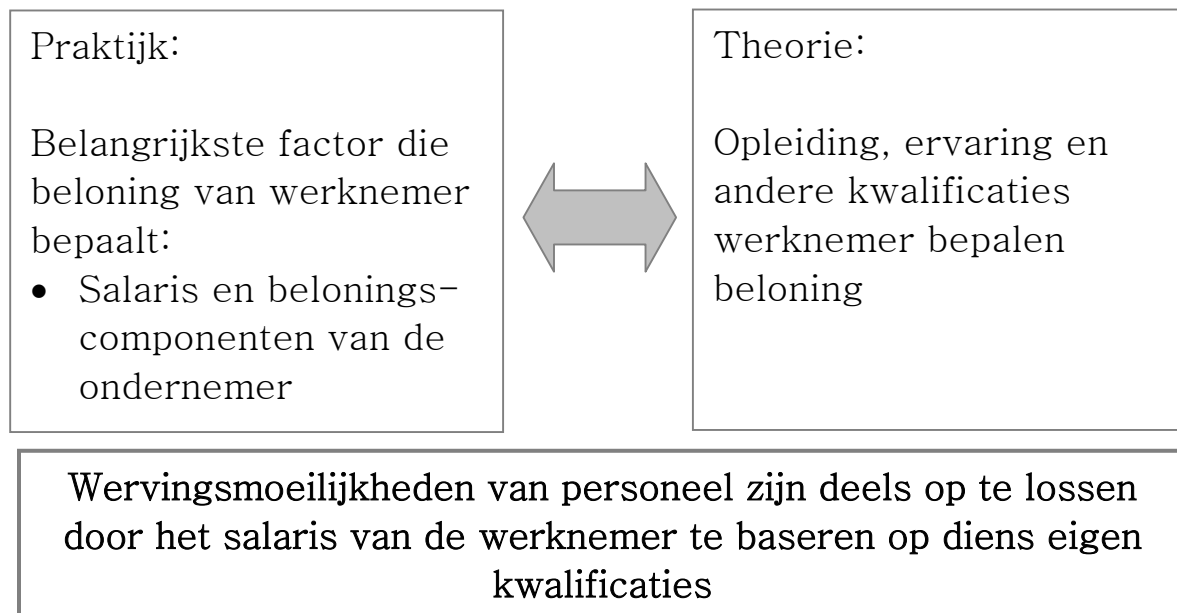 Praktijk:
Belangrijkste factor die
beloning van werknemer
bepaalt:
• Salaris en belonings-
componenten van de
ondernemer
Theorie:
Opleiding, ervaring en
andere kwalificaties
werknemer bepalen
beloning
Wervingsmoeilijkheden van personeel zijn deels op te lossen
door het salaris van de werknemer te baseren op diens eigen
kwalificaties